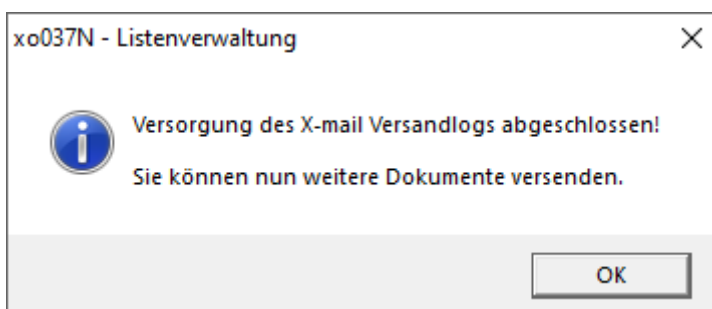 xo037N - Listenverwaltung
Versorgung des X-mail Versandlogs abgeschlossen!
Sie können nun weitere Dokumente versenden.
OK